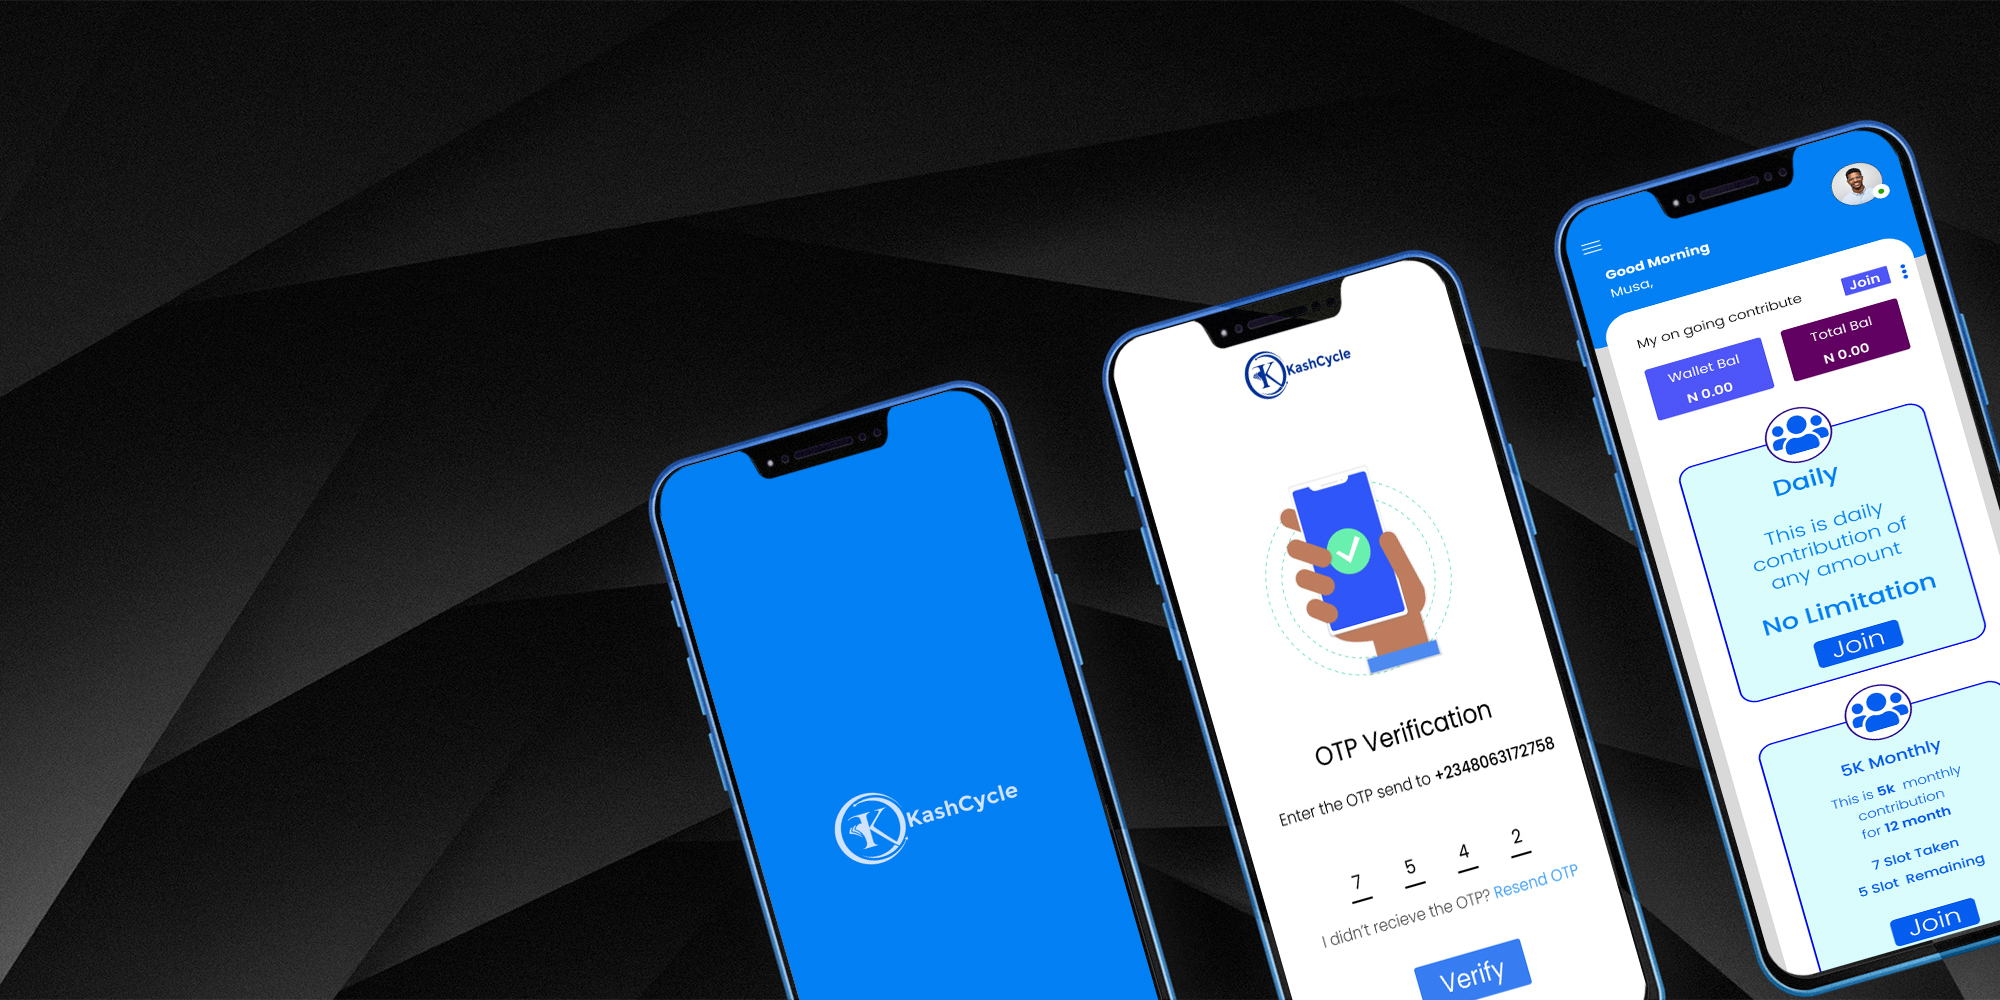 KashCycle
KashCycle
OTP Verification
Enter the OTP send to +2348063172758
7 5 4 2
I didn't recieve the OTP? Resend OTP
Verify
Good Morning
Musa,
My on going contribute
Join
Wallet Bal
N 0.00
Total Bal
N 0.00
Daily
This is daily
contribution of
any amount
No Limitation
Join
5K Monthly
This is 5k monthly
contribution
for 12 month
7 Slot Taken
5 Slot Remaining
Join